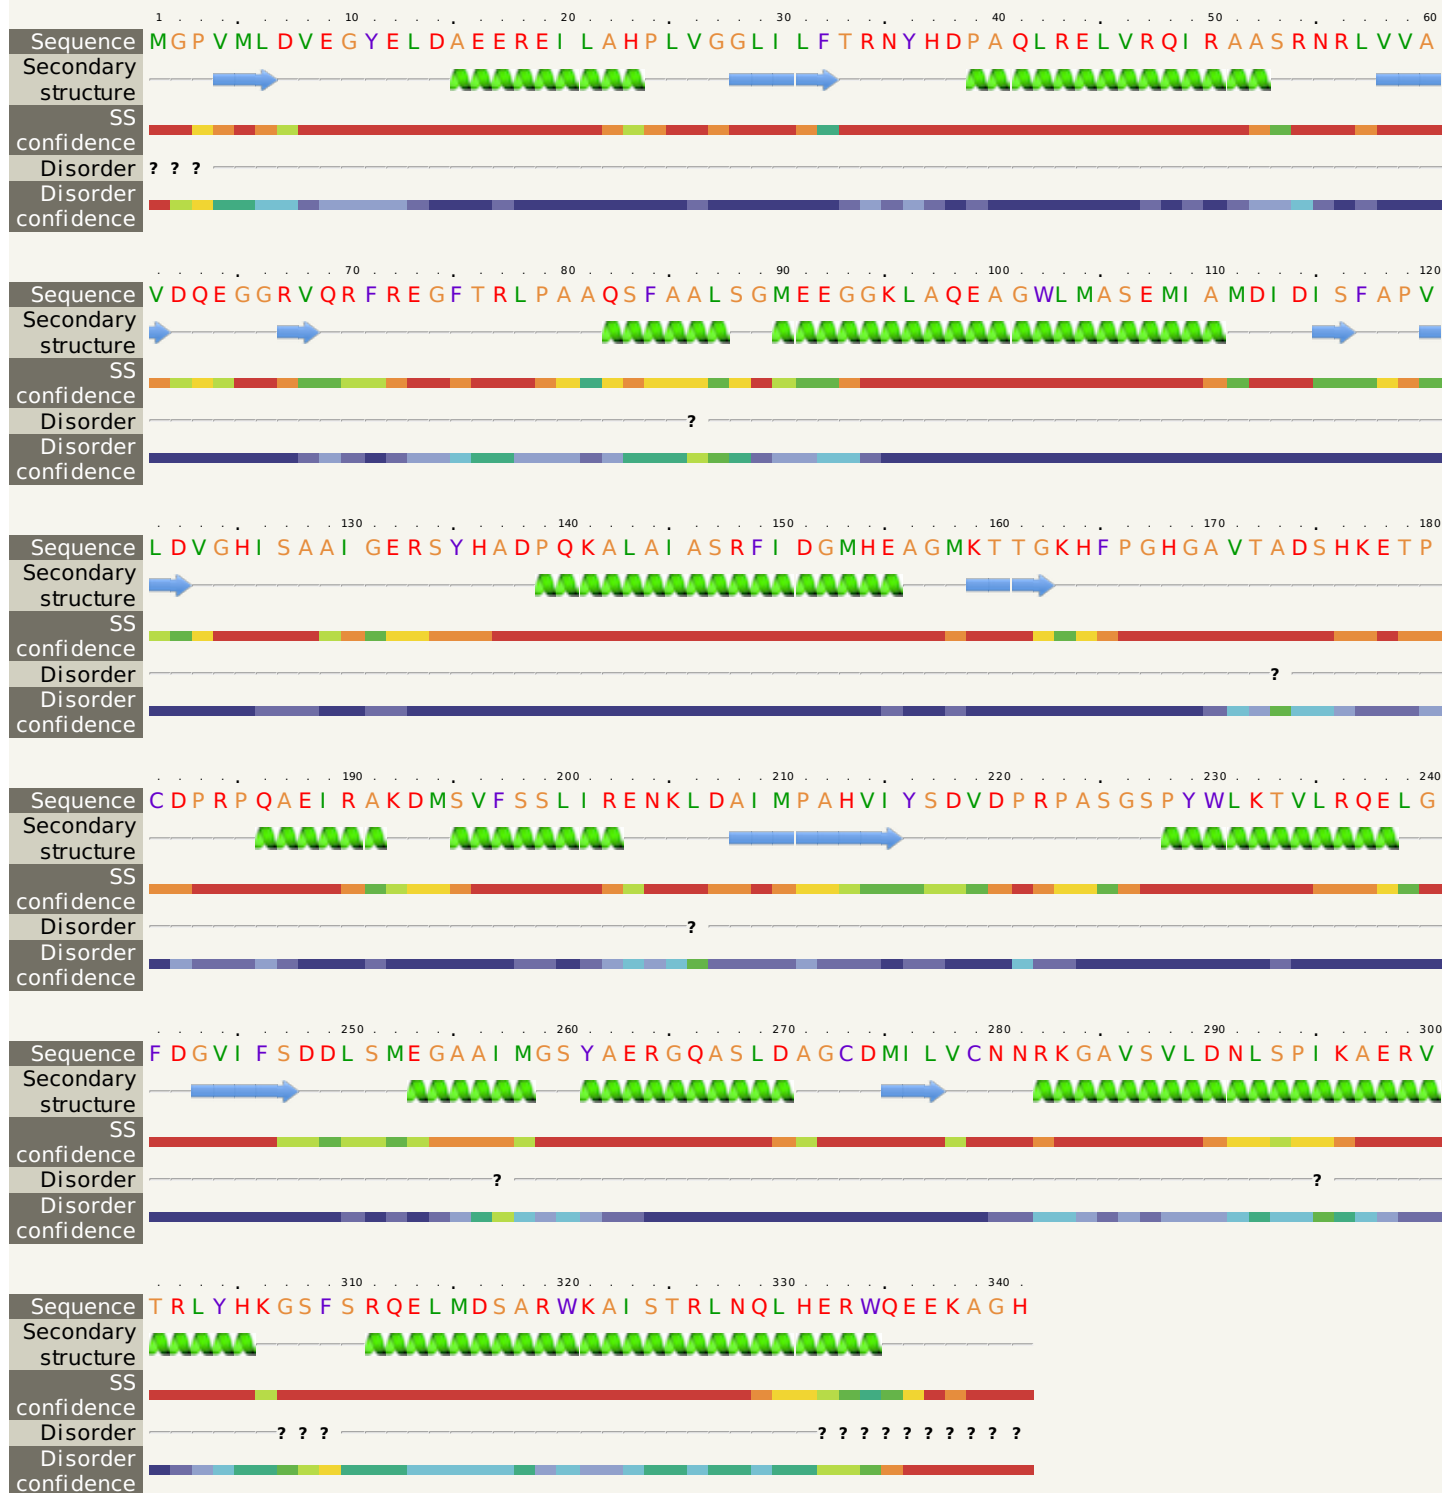 1 . . . . . . . . 10 . . . . . . . . . 20 . . . . . . . . . 30 . . . . . . . . . 40 . . . . . . . . . 50 . . . . . . . . . 60
Sequence MGPVMLDVEGYELDAEEREILAHPLVGGLILFTRNYHDPAQLRELVRQIRAASRNRLVVA
Secondary
structure
SS
confidence
Disorder ? ? ?
Disorder
confidence
. . . . . . . . . 70 . . . . . . . . . 80 . . . . . . . . . 90 . . . . . . . . . 100 . . . . . . . . . 110 . . . . . . . . . 120
Sequence VDQEGGRVQRFREGFTRLPAAQSFAALSGMEEGGKLAQEAGWLMASEMIAMDIDISFAPV
Secondary
structure
SS
confidence
Disorder ?
Disorder
confidence
. . . . . . . . . 130 . . . . . . . . . 140 . . . . . . . . . 150 . . . . . . . . . 160 . . . . . . . . . 170 . . . . . . . . . 180
Sequence LDVGHISAAIGERSYHADPQKALAIASRFIDGMHEAGMKTTGKHFPGHGAVTADSHKETP
Secondary
structure
SS
confidence
Disorder ?
Disorder
confidence
. . . . . . . . . 190 . . . . . . . . . 200 . . . . . . . . . 210 . . . . . . . . . 220 . . . . . . . . . 230 . . . . . . . . . 240
Sequence CDPRPQAEIRAKDMSVFSSLIRENKLDAIMPAHVIYSDVDPRPASGSPYWLKTVLRQELG
Secondary
structure
SS
confidence
Disorder ?
Disorder
confidence
. . . . . . . . . 250 . . . . . . . . . 260 . . . . . . . . . 270 . . . . . . . . . 280 . . . . . . . . . 290 . . . . . . . . . 300
Sequence FDGVIFSDDLSMEGAAIMGSYAERGQASLDAGCDMILVCNNRKGAVSVLDNLSPIKAERV
Secondary
structure
SS
confidence
Disorder ? ?
Disorder
confidence
. . . . . . . . . 310 . . . . . . . . . 320 . . . . . . . . . 330 . . . . . . . . . 340 .
Sequence TRLYHKGSFSRQELMDSARWKAISTRLNQLHERWQEEKAGH
Secondary
structure
SS
confidence
Disorder ? ? ? ? ? ? ? ? ? ? ? ? ?
Disorder
confidence